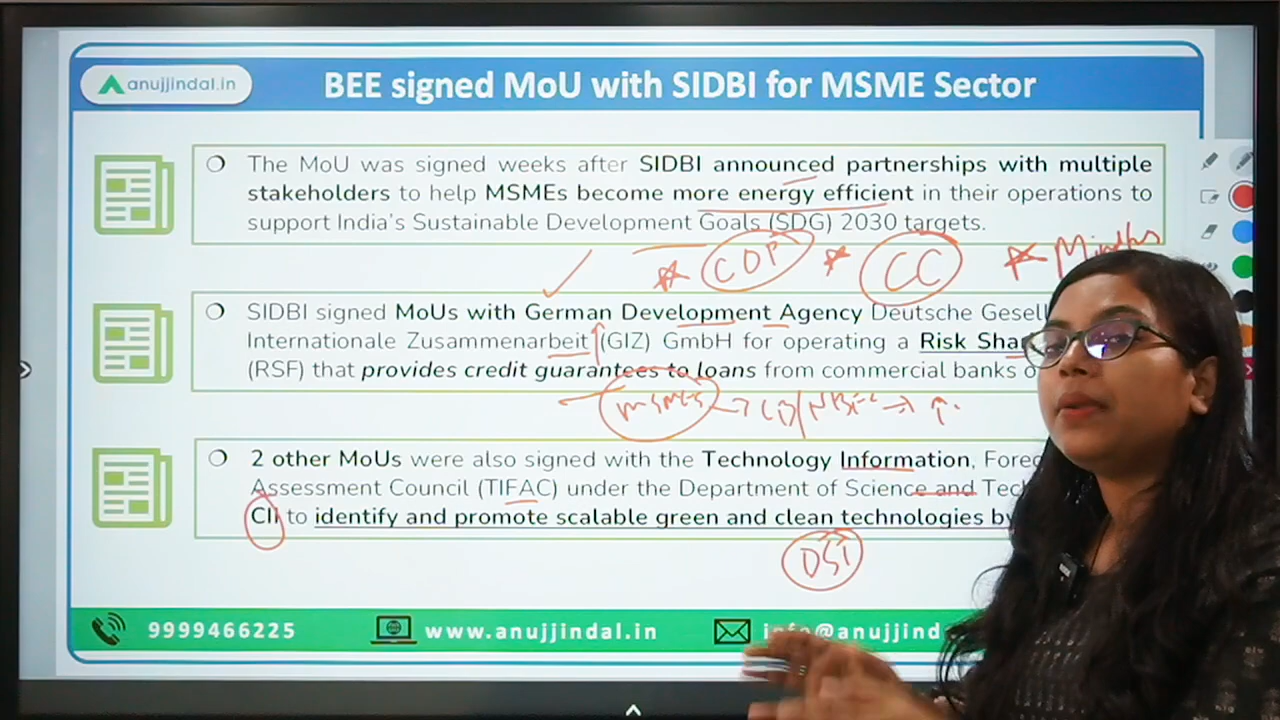 anujjindal.in
BEE signed MoU with SIDBI for MSME Sector
The MoU was signed weeks after SIDBI announced partnerships with multiple
stakeholders to help MSMEs become more energy efficient in their operations to
support India's Sustainable Development Goals (SDG) 2030 targets.
COP CC
SIDBI signed MoUs with German Development Agency Deutsche Gesell
Internationale Zusammenarbeit (GIZ) GmbH for operating a Risk Shar
(RSF) that provides credit guarantees to loans from commercial banks o
MSMEs
2 other MoUs were also signed with the Technology Information, Forec
Assessment Council (TIFAC) under the Department of Science and Tec
CII to identify and promote scalable green and clean technologies by
DST
9999466225 www.anujjindal.in info@anujjind